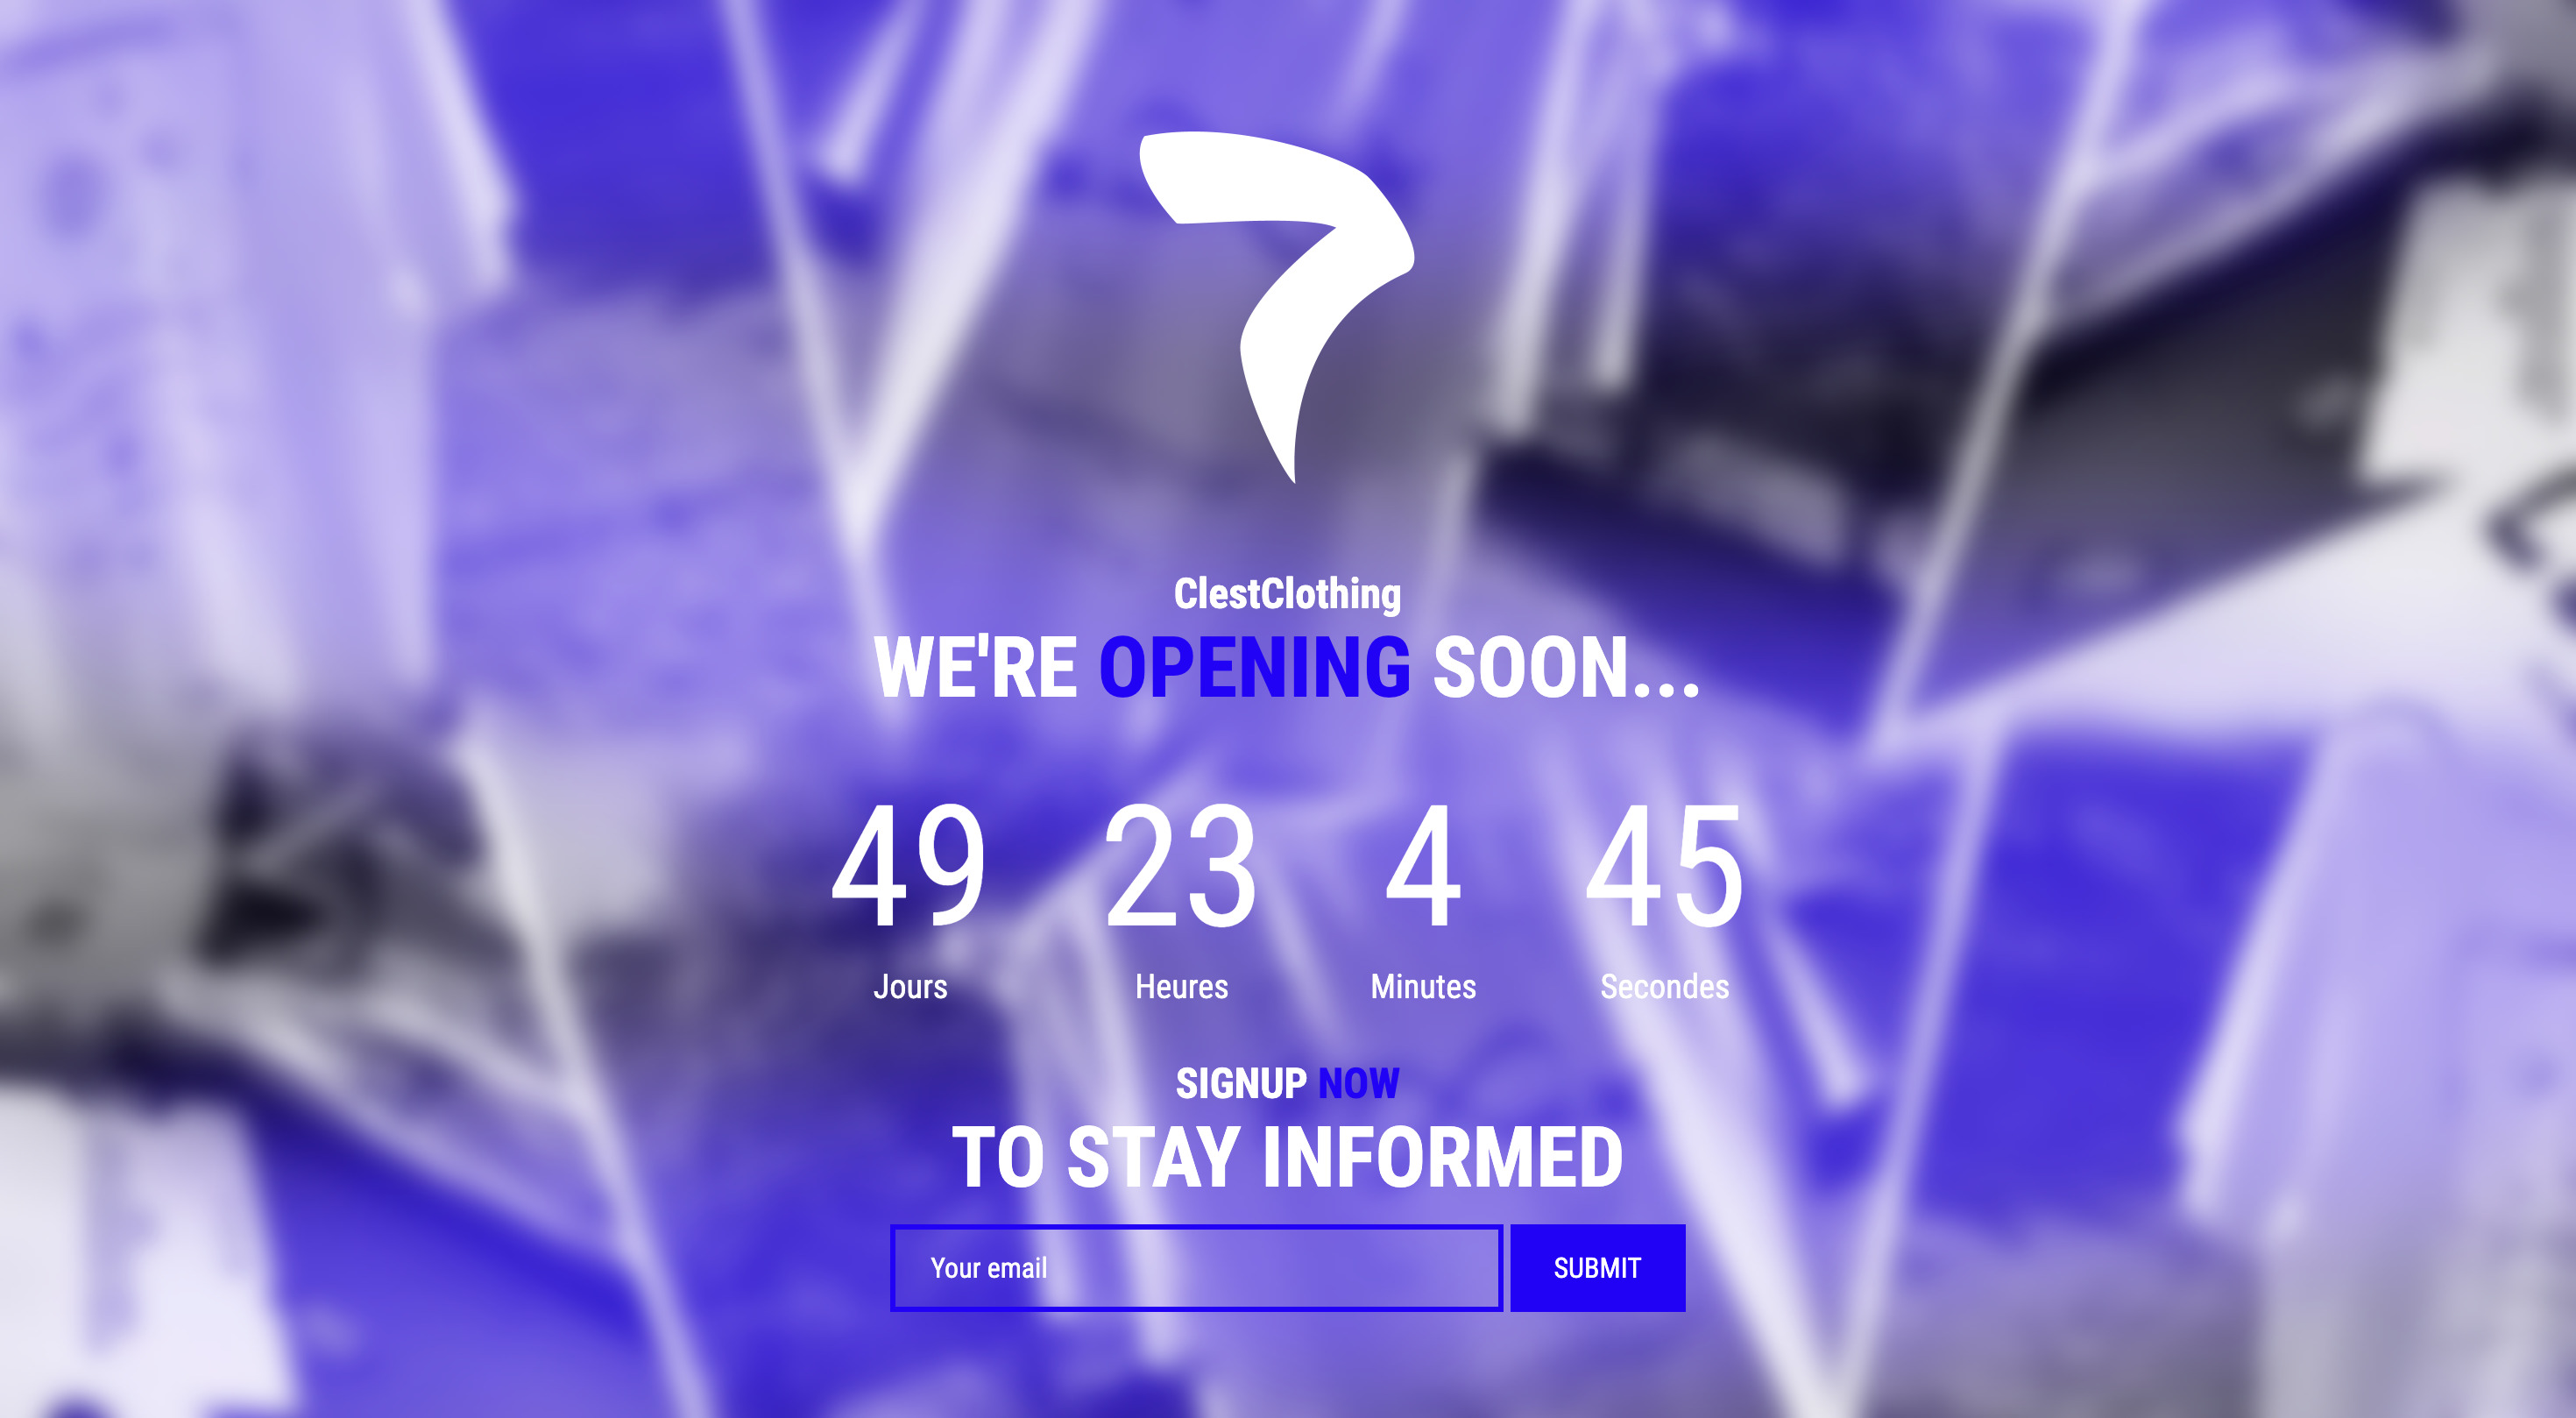 ClestClothing
WE'RE OPENING SOON...
49 23 4 45
Jours Heures Minutes Secondes
SIGNUP NOW
TO STAY INFORMED
Your email SUBMIT